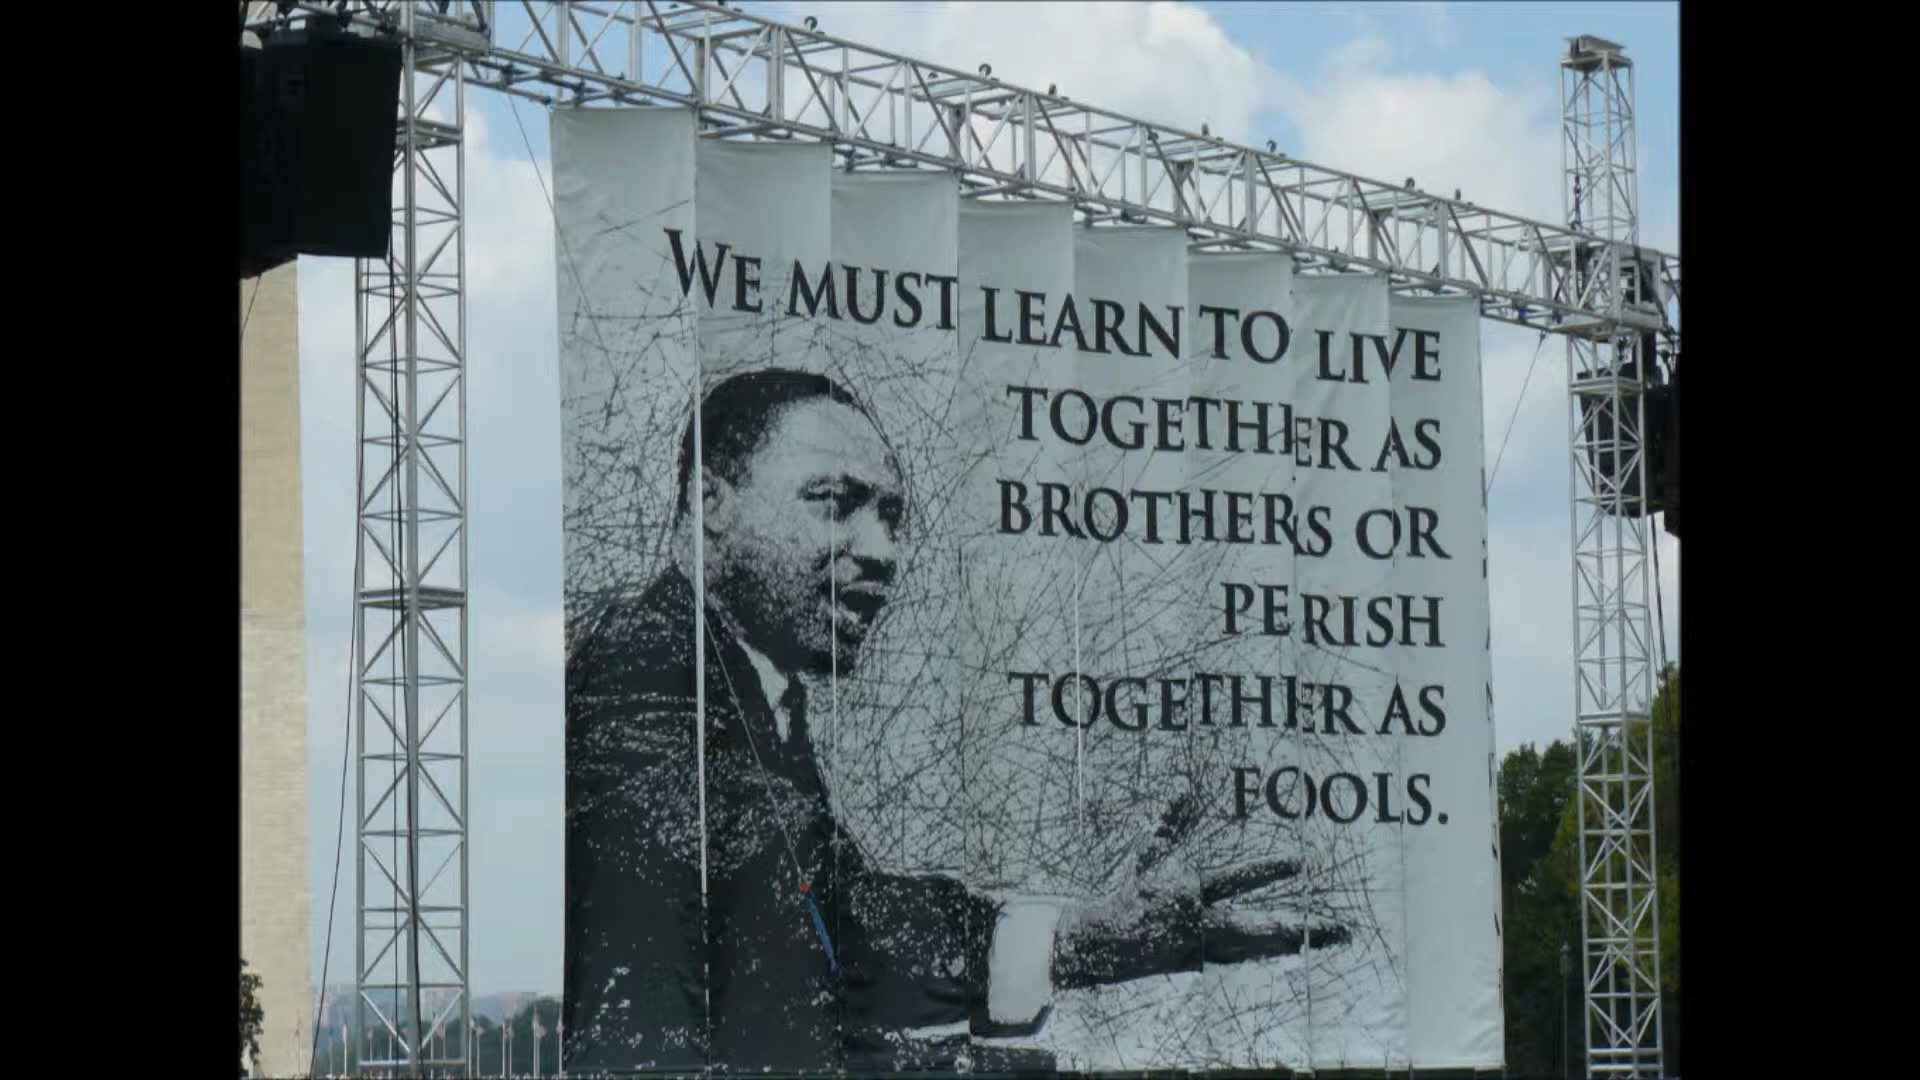 WE MUST LEARN TO LIVE
TOGETHER AS
BROTHERS OR
PERISH
TOGETHER AS
FOOLS.